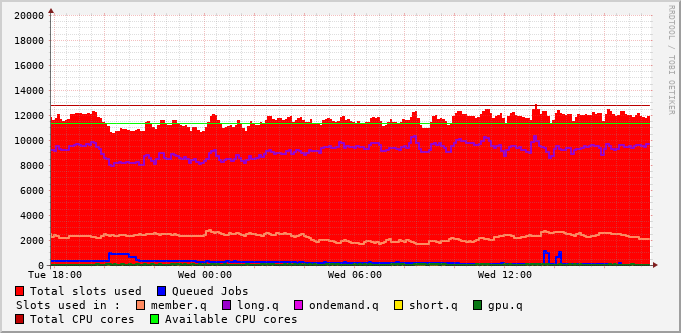 RRDTOOL / TOBI OETIKER
20000
18000
16000
14000
12000
10000
8000
6000
4000
2000
0
Tue 18:00 Wed 00:00 Wed 06:00 Wed 12:00
Total slots used Queued Jobs
Slots used in : member.q long.q ondemand.q short.q gpu.q
Total CPU cores Available CPU cores